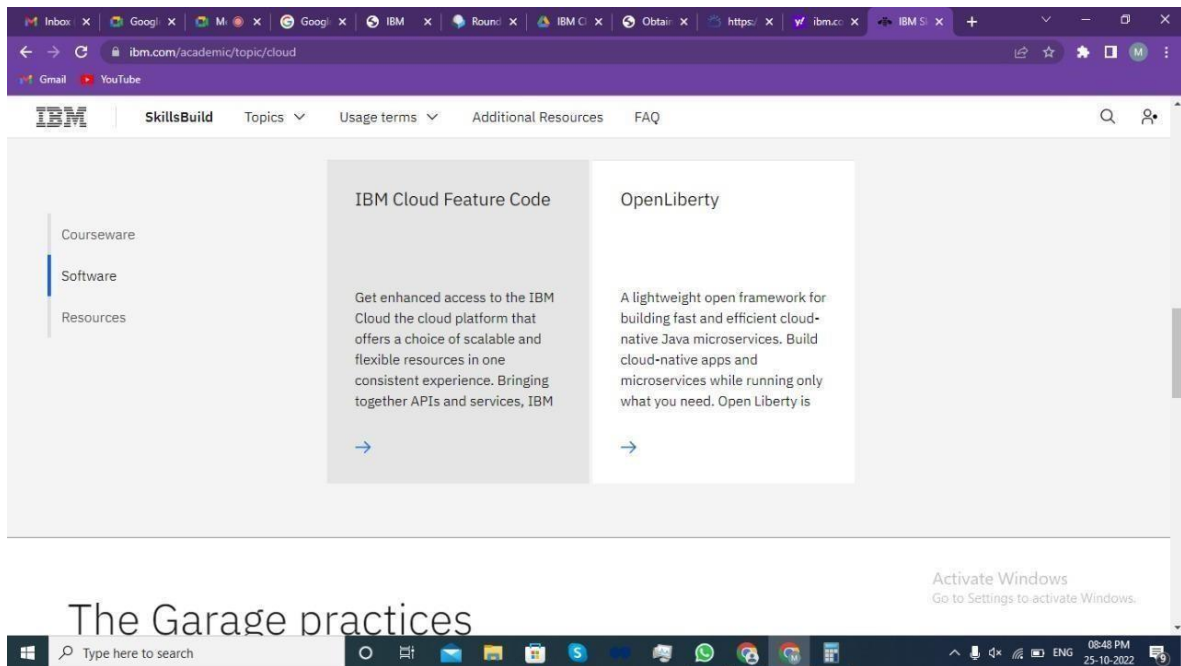 Inbox (
Googl
M
Googl
IBM
Round
IBM Cl
Obtain
https:/
ibm.cc
IBM S
ibm.com/academic/topic/cloud
M
Gmail
YouTube
IBM
SkillsBuild
Topics
Usage terms
Additional Resources
FAQ
Courseware
Software
Resources
IBM Cloud Feature Code
Get enhanced access to the IBM
Cloud the cloud platform that
offers a choice of scalable and
flexible resources in one
consistent experience. Bringing
together APIs and services, IBM
OpenLiberty
A lightweight open framework for
building fast and efficient cloud-
native Java microservices. Build
cloud-native apps and
microservices while running only
what you need. Open Liberty is
The Garage practices
Activate Windows
Go to Settings to activate Windows.
Type here to search
ENG
08:48 PM
25-10-2022